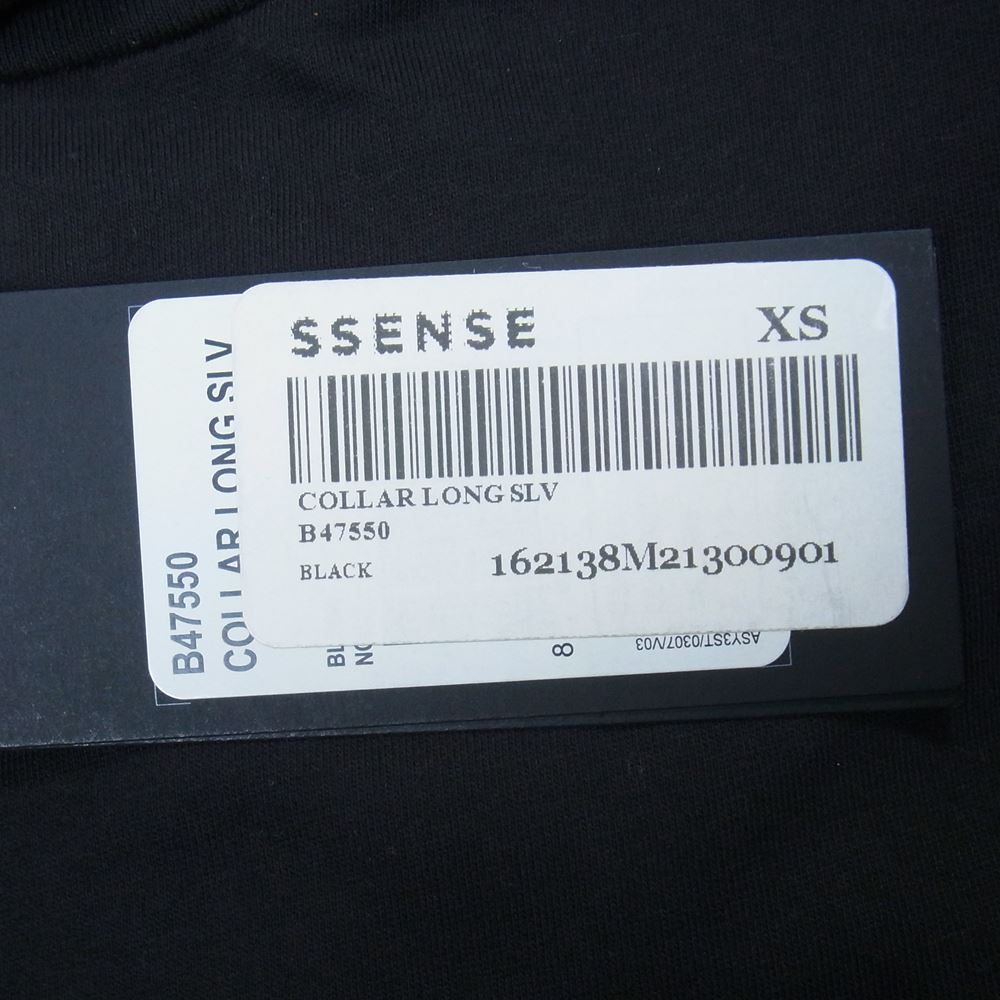 SSENSE
XS
COLLAR LONG SLV
B47550
BLACK
162138M21300901
B47550
COLLAR LONG SLV
8
ASY3ST/0307/V03